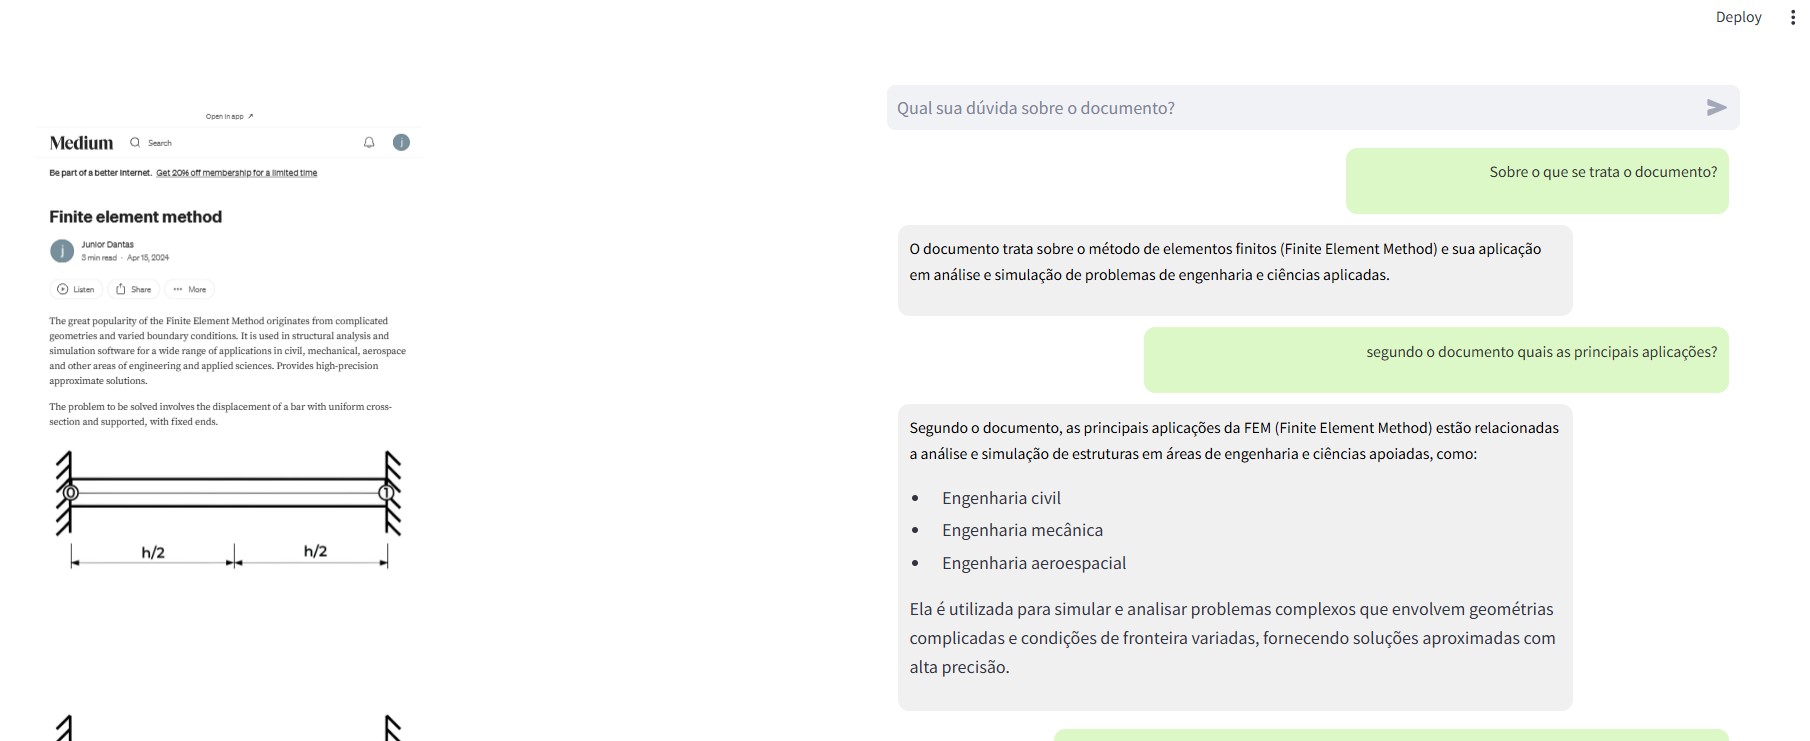 Deploy
Open in app ↗
Medium
Search
j
Be part of a better internet. Get 20% off membership for a limited time
Finite element method
j
Junior Dantas
3 min read · Apr 15, 2024
Listen
Share
More
The great popularity of the Finite Element Method originates from complicated
geometries and varied boundary conditions. It is used in structural analysis and
simulation software for a wide range of applications in civil, mechanical, aerospace
and other areas of engineering and applied sciences. Provides high-precision
approximate solutions.
The problem to be solved involves the displacement of a bar with uniform cross-
section and supported, with fixed ends.
0
1
h/2
h/2
Qual sua dúvida sobre o documento?
Sobre o que se trata o documento?
O documento trata sobre o método de elementos finitos (Finite Element Method) e sua aplicação
em análise e simulação de problemas de engenharia e ciências aplicadas.
segundo o documento quais as principais aplicações?
Segundo o documento, as principais aplicações da FEM (Finite Element Method) estão relacionadas
a análise e simulação de estruturas em áreas de engenharia e ciências apoiadas, como:
• Engenharia civil
• Engenharia mecânica
• Engenharia aeroespacial
Ela é utilizada para simular e analisar problemas complexos que envolvem geométrias
complicadas e condições de fronteira variadas, fornecendo soluções aproximadas com
alta precisão.